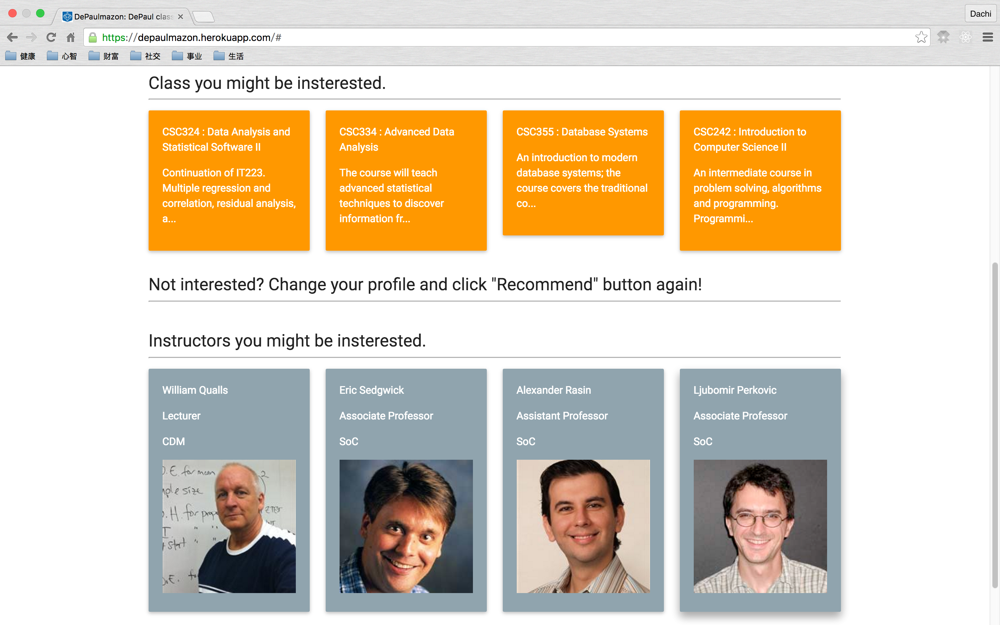 DePaulmazon: DePaul clas
Dachi
https://depaulmazon.herokuapp.com/#
健康 心智 财富 社交 事业 生活
Class you might be insterested.
CSC324 : Data Analysis and
Statistical Software II
Continuation of IT223.
Multiple regression and
correlation, residual analysis,
a...
CSC334 : Advanced Data
Analysis
The course will teach
advanced statistical
techniques to discover
information fr...
CSC355 : Database Systems
An introduction to modern
database systems; the
course covers the traditional
co...
CSC242 : Introduction to
Computer Science II
An intermediate course in
problem solving, algorithms
and programming.
Programmi...
Not interested? Change your profile and click "Recommend" button again!
Instructors you might be insterested.
William Qualls
Lecturer
CDM
.E. for mean
2
ple size
. H. for prop
ZTEST
I " "
Start " "
.E. fo
Eric Sedgwick
Associate Professor
SoC
Alexander Rasin
Assistant Professor
SoC
Ljubomir Perkovic
Associate Professor
SoC